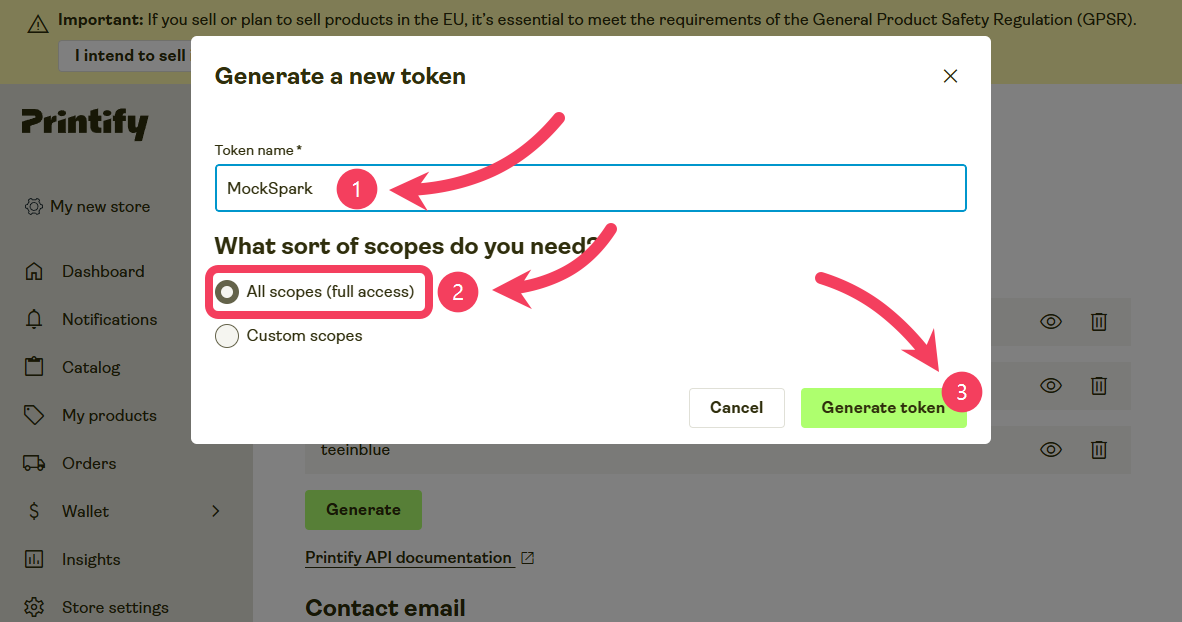 Important: If you sell or plan to sell products in the EU, it's essential to meet the requirements of the General Product Safety Regulation (GPSR).
I intend to sell
Generate a new token
Printify
Token name *
MockSpark 1
My new store
What sort of scopes do you need?
Dashboard
All scopes (full access) 2
Notifications
Custom scopes
Catalog
3
Cancel
Generate token
My products
teeinblue
Orders
Wallet
Generate
Insights
Printify API documentation
Store settings
Contact email